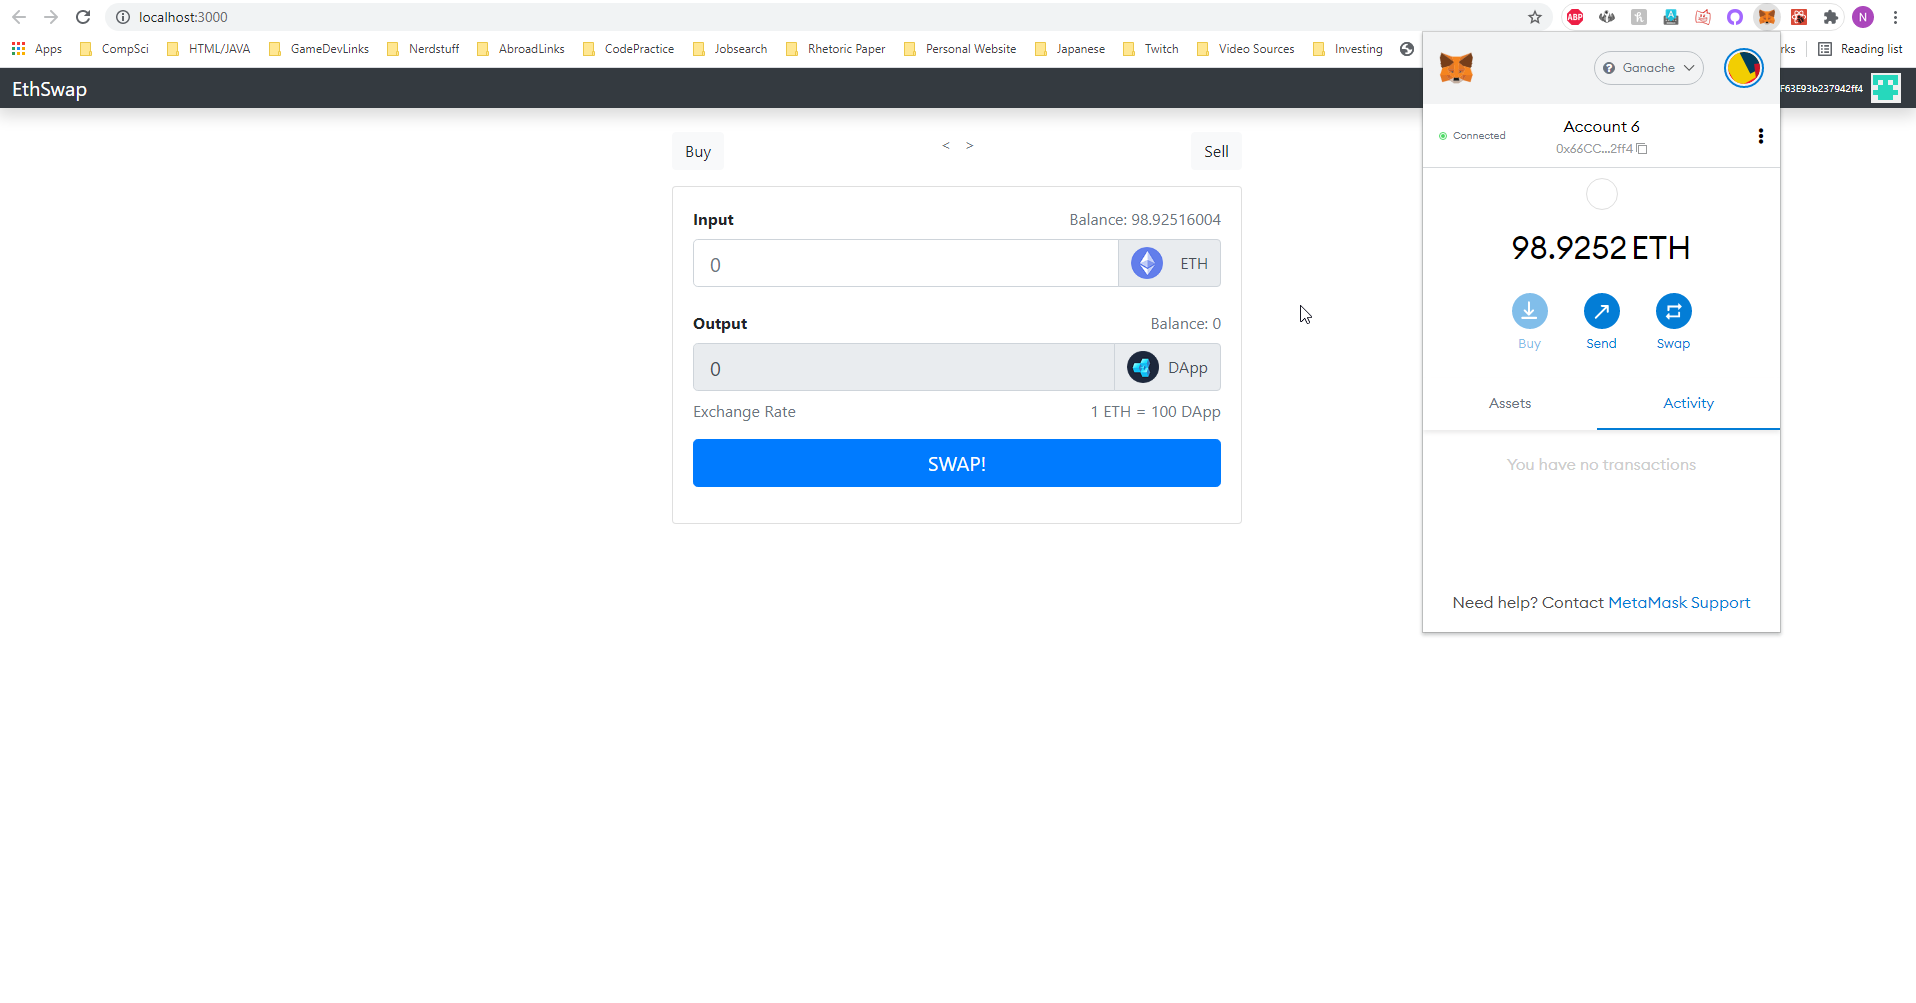 localhost:3000
ABP
N
Apps CompSci HTML/JAVA GameDevLinks Nerdstuff AbroadLinks CodePractice Jobsearch Rhetoric Paper Personal Website Japanese Twitch Video Sources Investing rks Reading list
EthSwap
F63E93b237942ff4
Buy < > Sell
Input Balance: 98.92516004
0 ETH
Output Balance: 0
0 DApp
Exchange Rate 1 ETH = 100 DApp
SWAP!
? Ganache
Connected
Account 6
0x66CC...2ff4
98.9252 ETH
Buy Send Swap
Assets Activity
You have no transactions
Need help? Contact MetaMask Support